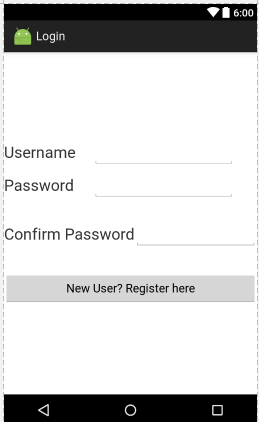 6:00
Login
Username
Password
Confirm Password
New User? Register here